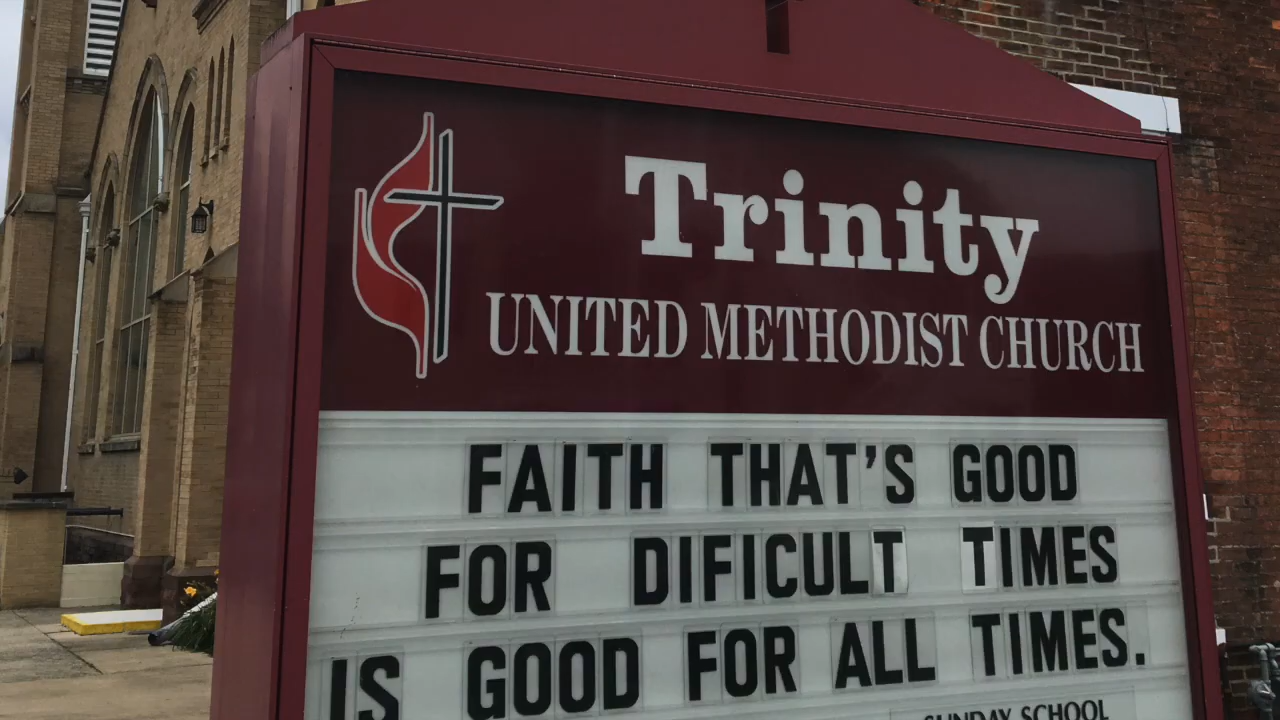 Trinity
UNITED METHODIST CHURCH
FAITH THAT'S GOOD
FOR DIFICULT TIMES
IS GOOD FOR ALL TIMES.
SUNDAY SCHOOL